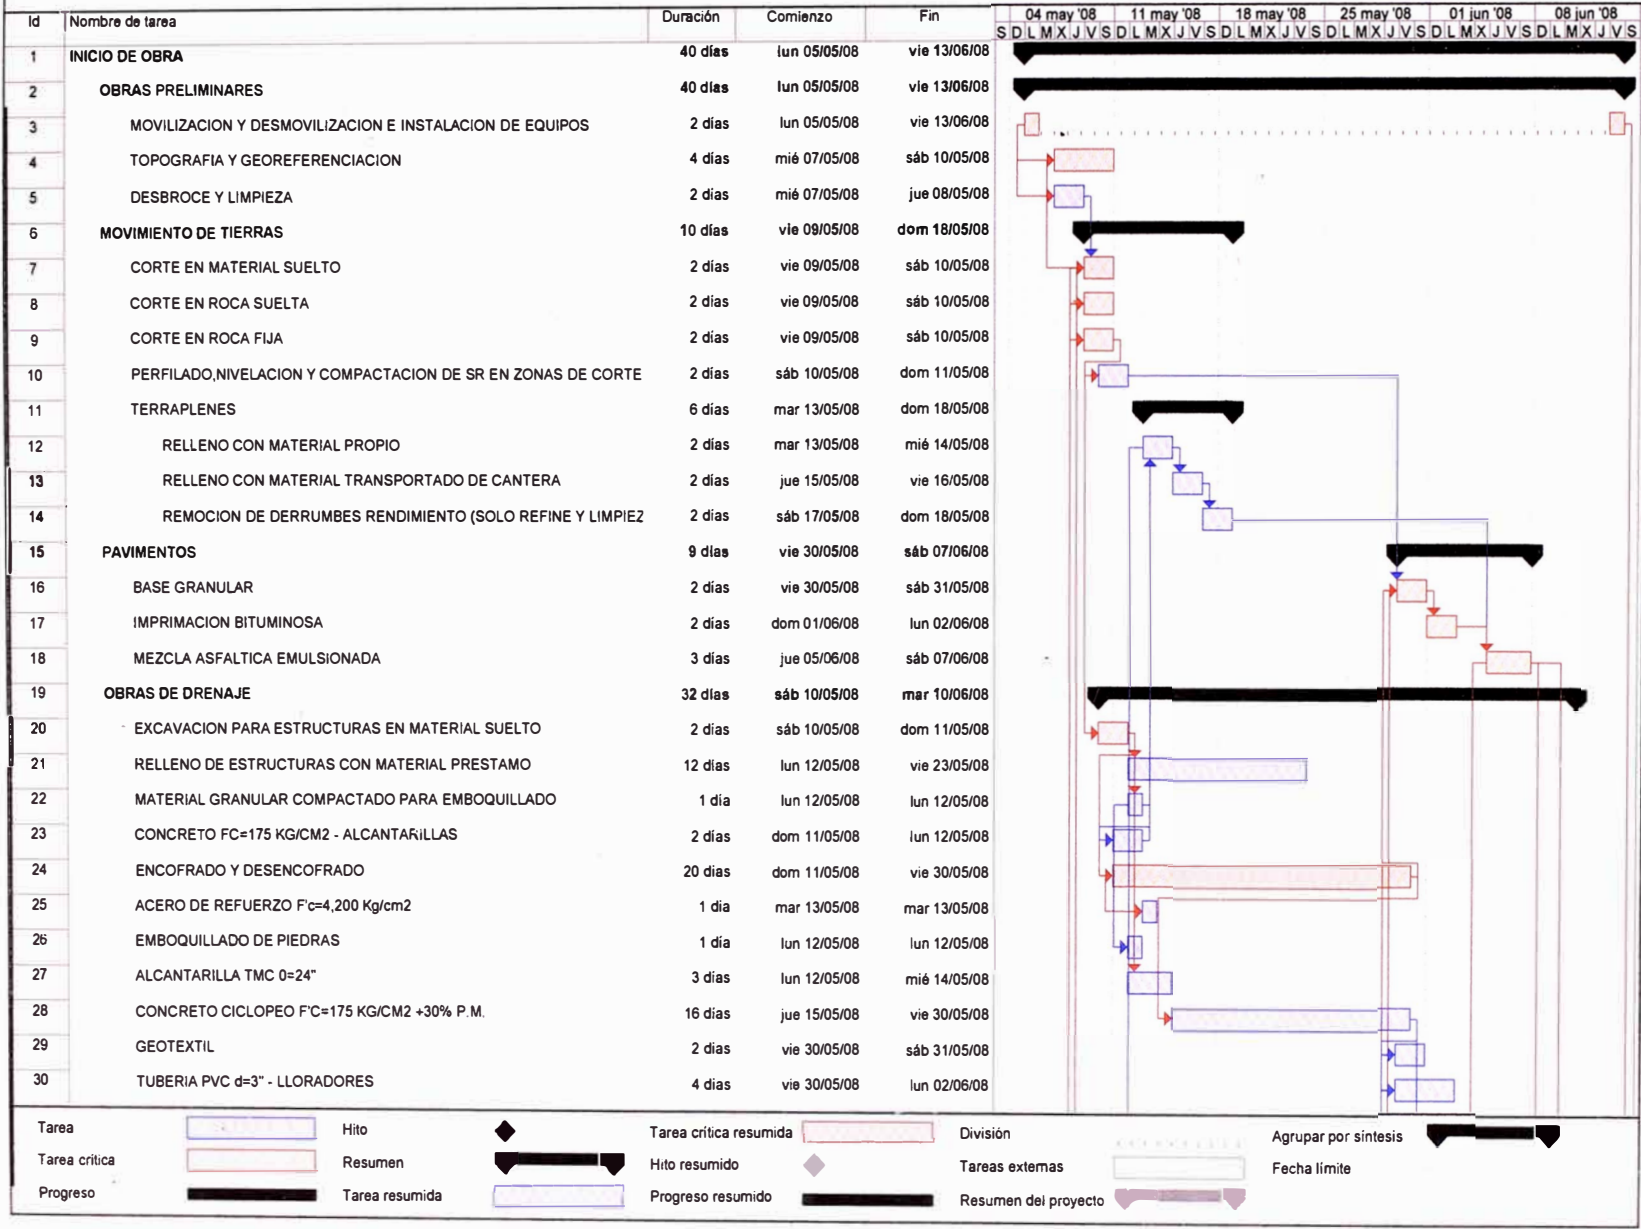 Id Nombre de tarea Duración Comienzo Fin 04 may '08 11 may '08 18 may '08 25 may '08 01 jun '08 08 jun '08
S D L M X J V S D L M X J V S D L M X J V S D L M X J V S D L M X J V S D L M X J V S
1 INICIO DE OBRA 40 días lun 05/05/08 vie 13/06/08
2 OBRAS PRELIMINARES 40 días lun 05/05/08 vie 13/06/08
3 MOVILIZACION Y DESMOVILIZACION E INSTALACION DE EQUIPOS 2 días lun 05/05/08 vie 13/06/08
4 TOPOGRAFIA Y GEOREFERENCIACION 4 días mié 07/05/08 sáb 10/05/08
5 DESBROCE Y LIMPIEZA 2 días mié 07/05/08 jue 08/05/08
6 MOVIMIENTO DE TIERRAS 10 días vie 09/05/08 dom 18/05/08
7 CORTE EN MATERIAL SUELTO 2 días vie 09/05/08 sáb 10/05/08
8 CORTE EN ROCA SUELTA 2 días vie 09/05/08 sáb 10/05/08
9 CORTE EN ROCA FIJA 2 días vie 09/05/08 sáb 10/05/08
10 PERFILADO,NIVELACION Y COMPACTACION DE SR EN ZONAS DE CORTE 2 días sáb 10/05/08 dom 11/05/08
11 TERRAPLENES 6 días mar 13/05/08 dom 18/05/08
12 RELLENO CON MATERIAL PROPIO 2 días mar 13/05/08 mié 14/05/08
13 RELLENO CON MATERIAL TRANSPORTADO DE CANTERA 2 días jue 15/05/08 vie 16/05/08
14 REMOCION DE DERRUMBES RENDIMIENTO (SOLO REFINE Y LIMPIEZ 2 días sáb 17/05/08 dom 18/05/08
15 PAVIMENTOS 9 días vie 30/05/08 sáb 07/06/08
16 BASE GRANULAR 2 días vie 30/05/08 sáb 31/05/08
17 IMPRIMACION BITUMINOSA 2 días dom 01/06/08 lun 02/06/08
18 MEZCLA ASFALTICA EMULSIONADA 3 días jue 05/06/08 sáb 07/06/08
19 OBRAS DE DRENAJE 32 días sáb 10/05/08 mar 10/06/08
20 EXCAVACION PARA ESTRUCTURAS EN MATERIAL SUELTO 2 días sáb 10/05/08 dom 11/05/08
21 RELLENO DE ESTRUCTURAS CON MATERIAL PRESTAMO 12 días lun 12/05/08 vie 23/05/08
22 MATERIAL GRANULAR COMPACTADO PARA EMBOQUILLADO 1 día lun 12/05/08 lun 12/05/08
23 CONCRETO FC=175 KG/CM2 - ALCANTARILLAS 2 días dom 11/05/08 lun 12/05/08
24 ENCOFRADO Y DESENCOFRADO 20 días dom 11/05/08 vie 30/05/08
25 ACERO DE REFUERZO F'c=4,200 Kg/cm2 1 día mar 13/05/08 mar 13/05/08
26 EMBOQUILLADO DE PIEDRAS 1 día lun 12/05/08 lun 12/05/08
27 ALCANTARILLA TMC 0=24" 3 días lun 12/05/08 mié 14/05/08
28 CONCRETO CICLOPEO F'C=175 KG/CM2 +30% P.M. 16 días jue 15/05/08 vie 30/05/08
29 GEOTEXTIL 2 días vie 30/05/08 sáb 31/05/08
30 TUBERIA PVC d=3" - LLORADORES 4 días vie 30/05/08 lun 02/06/08
Tarea Hito Tarea crítica resumida División Agrupar por síntesis
Tarea crítica Resumen Hito resumido Tareas externas Fecha límite
Progreso Tarea resumida Progreso resumido Resumen del proyecto